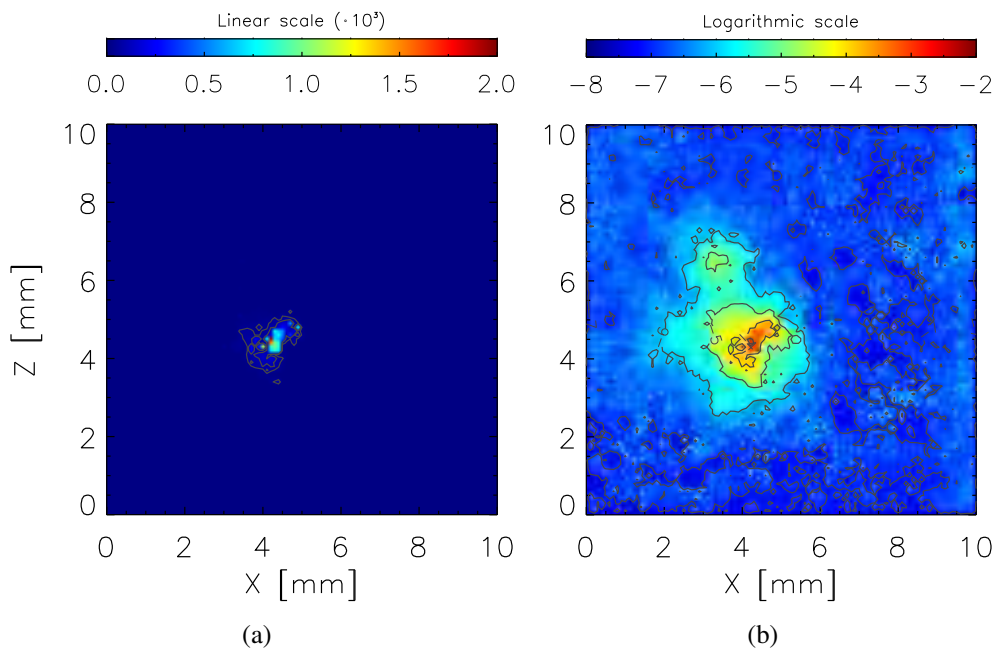 Linear scale (·10³)
0.0 0.5 1.0 1.5 2.0
Logarithmic scale
−8 −7 −6 −5 −4 −3 −2
10
8
6
4
2
0
Z [mm]
0 2 4 6 8 10
X [mm]
(a)
10
8
6
4
2
0
0 2 4 6 8 10
X [mm]
(b)